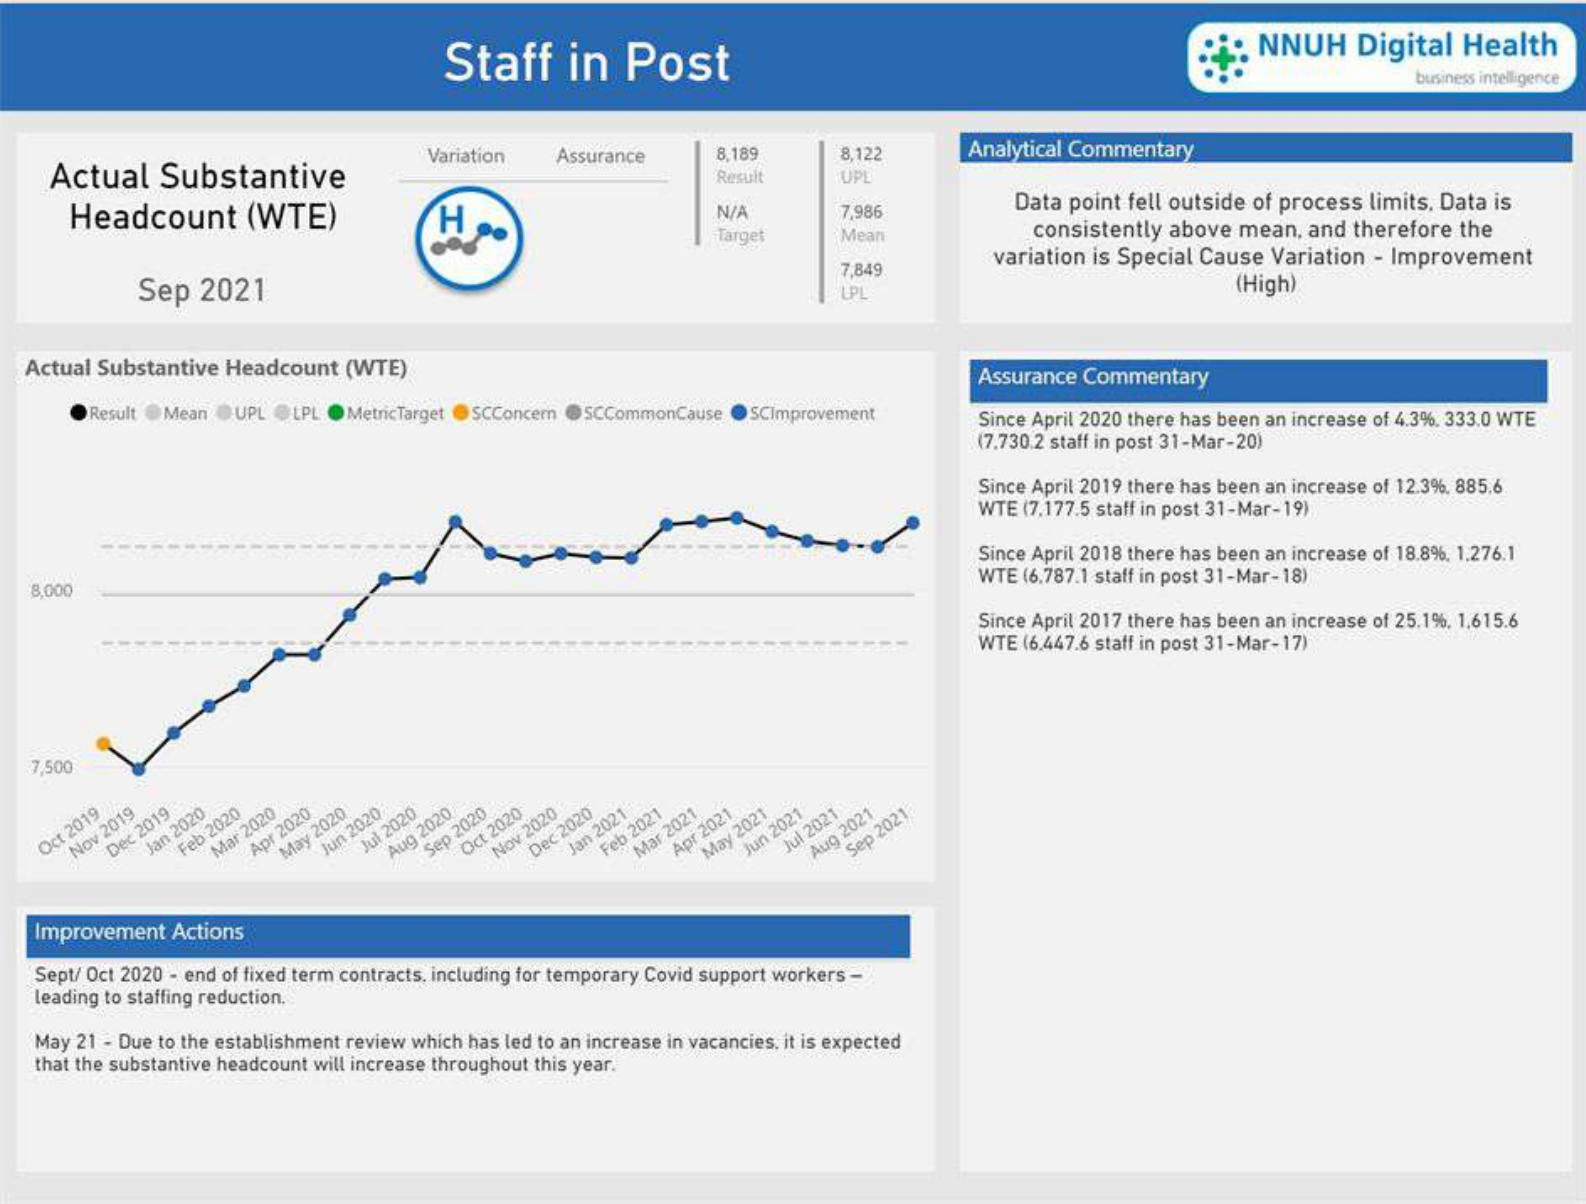 Staff in Post
NNUH Digital Health
business intelligence
Actual Substantive
Headcount (WTE)
Sep 2021
Variation
Assurance
H
8,189
Result
N/A
Target
8,122
UPL
7,986
Mean
7,849
LPL
Analytical Commentary
Data point fell outside of process limits, Data is
consistently above mean, and therefore the
variation is Special Cause Variation - Improvement
(High)
Actual Substantive Headcount (WTE)
Result Mean UPL LPL MetricTarget SCConcern SCCommonCause SCImprovement
8,000
7,500
Oct 2019
Nov 2019
Dec 2019
Jan 2020
Feb 2020
Mar 2020
Apr 2020
May 2020
Jun 2020
Jul 2020
Aug 2020
Sep 2020
Oct 2020
Nov 2020
Dec 2020
Jan 2021
Feb 2021
Mar 2021
Apr 2021
May 2021
Jun 2021
Jul 2021
Aug 2021
Sep 2021
Assurance Commentary
Since April 2020 there has been an increase of 4.3%, 333.0 WTE
(7,730.2 staff in post 31-Mar-20)
Since April 2019 there has been an increase of 12.3%, 885.6
WTE (7,177.5 staff in post 31-Mar-19)
Since April 2018 there has been an increase of 18.8%, 1,276.1
WTE (6,787.1 staff in post 31-Mar-18)
Since April 2017 there has been an increase of 25.1%, 1,615.6
WTE (6,447.6 staff in post 31-Mar-17)
Improvement Actions
Sept/ Oct 2020 - end of fixed term contracts, including for temporary Covid support workers –
leading to staffing reduction.
May 21 - Due to the establishment review which has led to an increase in vacancies, it is expected
that the substantive headcount will increase throughout this year.